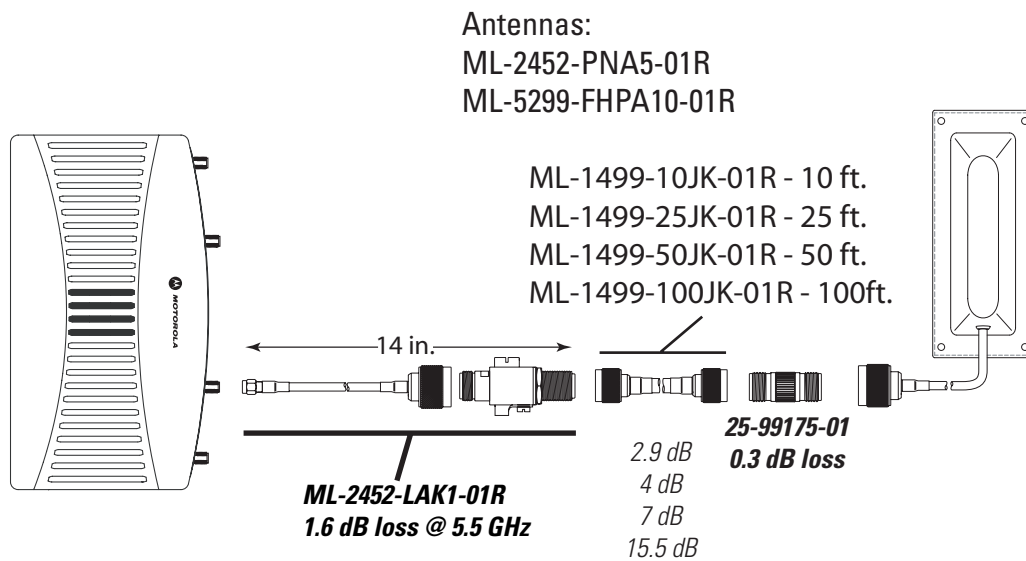 Antennas:
ML-2452-PNA5-01R
ML-5299-FHPA10-01R
ML-1499-10JK-01R - 10 ft.
ML-1499-25JK-01R - 25 ft.
ML-1499-50JK-01R - 50 ft.
ML-1499-100JK-01R - 100ft.
MOTOROLA
14 in.
ML-2452-LAK1-01R
1.6 dB loss @ 5.5 GHz
2.9 dB
4 dB
7 dB
15.5 dB
25-99175-01
0.3 dB loss